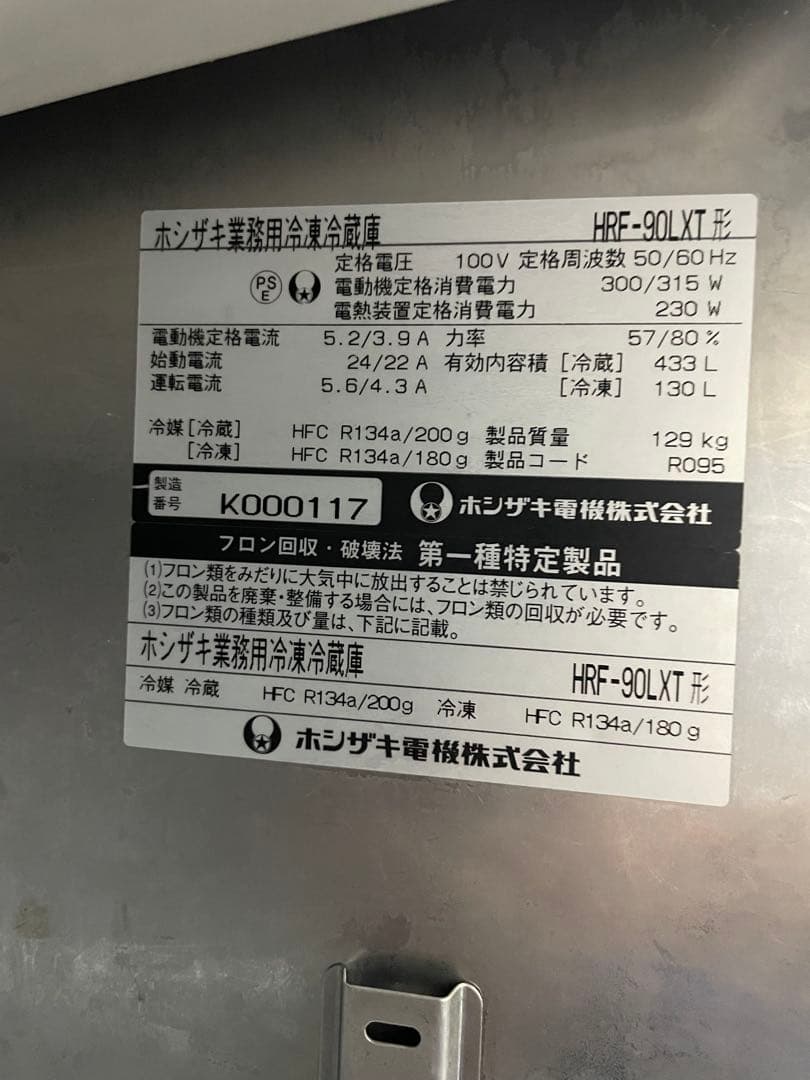 ホシザキ業務用冷凍冷蔵庫 HRF-90LXT 形
定格電圧 100V 定格周波数 50/60Hz
PS E 電動機定格消費電力 300/315 W
電熱装置定格消費電力 230 W
電動機定格電流 5.2/3.9 A 力率 57/80 %
始動電流 24/22 A 有効内容積 [冷蔵] 433 L
運転電流 5.6/4.3 A [冷凍] 130 L
冷媒[冷蔵] HFC R134a/200g 製品質量 129 kg
[冷凍] HFC R134a/180g 製品コード R095
製造番号 K000117 ホシザキ電機株式会社
フロン回収・破壊法 第一種特定製品
(1)フロン類をみだりに大気中に放出することは禁じられています。
(2)この製品を廃棄・整備する場合には、フロン類の回収が必要です。
(3)フロン類の種類及び量は、下記に記載。
ホシザキ業務用冷凍冷蔵庫 HRF-90LXT 形
冷媒 冷蔵 HFC R134a/200g 冷凍 HFC R134a/180g
ホシザキ電機株式会社